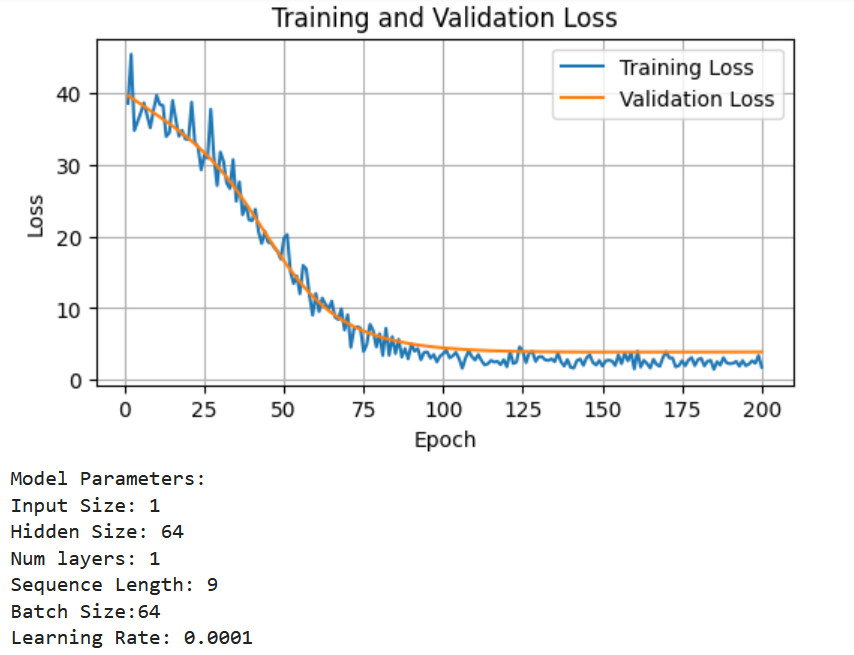 Training and Validation Loss
Training Loss
Validation Loss
Loss
40
30
20
10
0
0 25 50 75 100 125 150 175 200
Epoch
Model Parameters:
Input Size: 1
Hidden Size: 64
Num layers: 1
Sequence Length: 9
Batch Size:64
Learning Rate: 0.0001